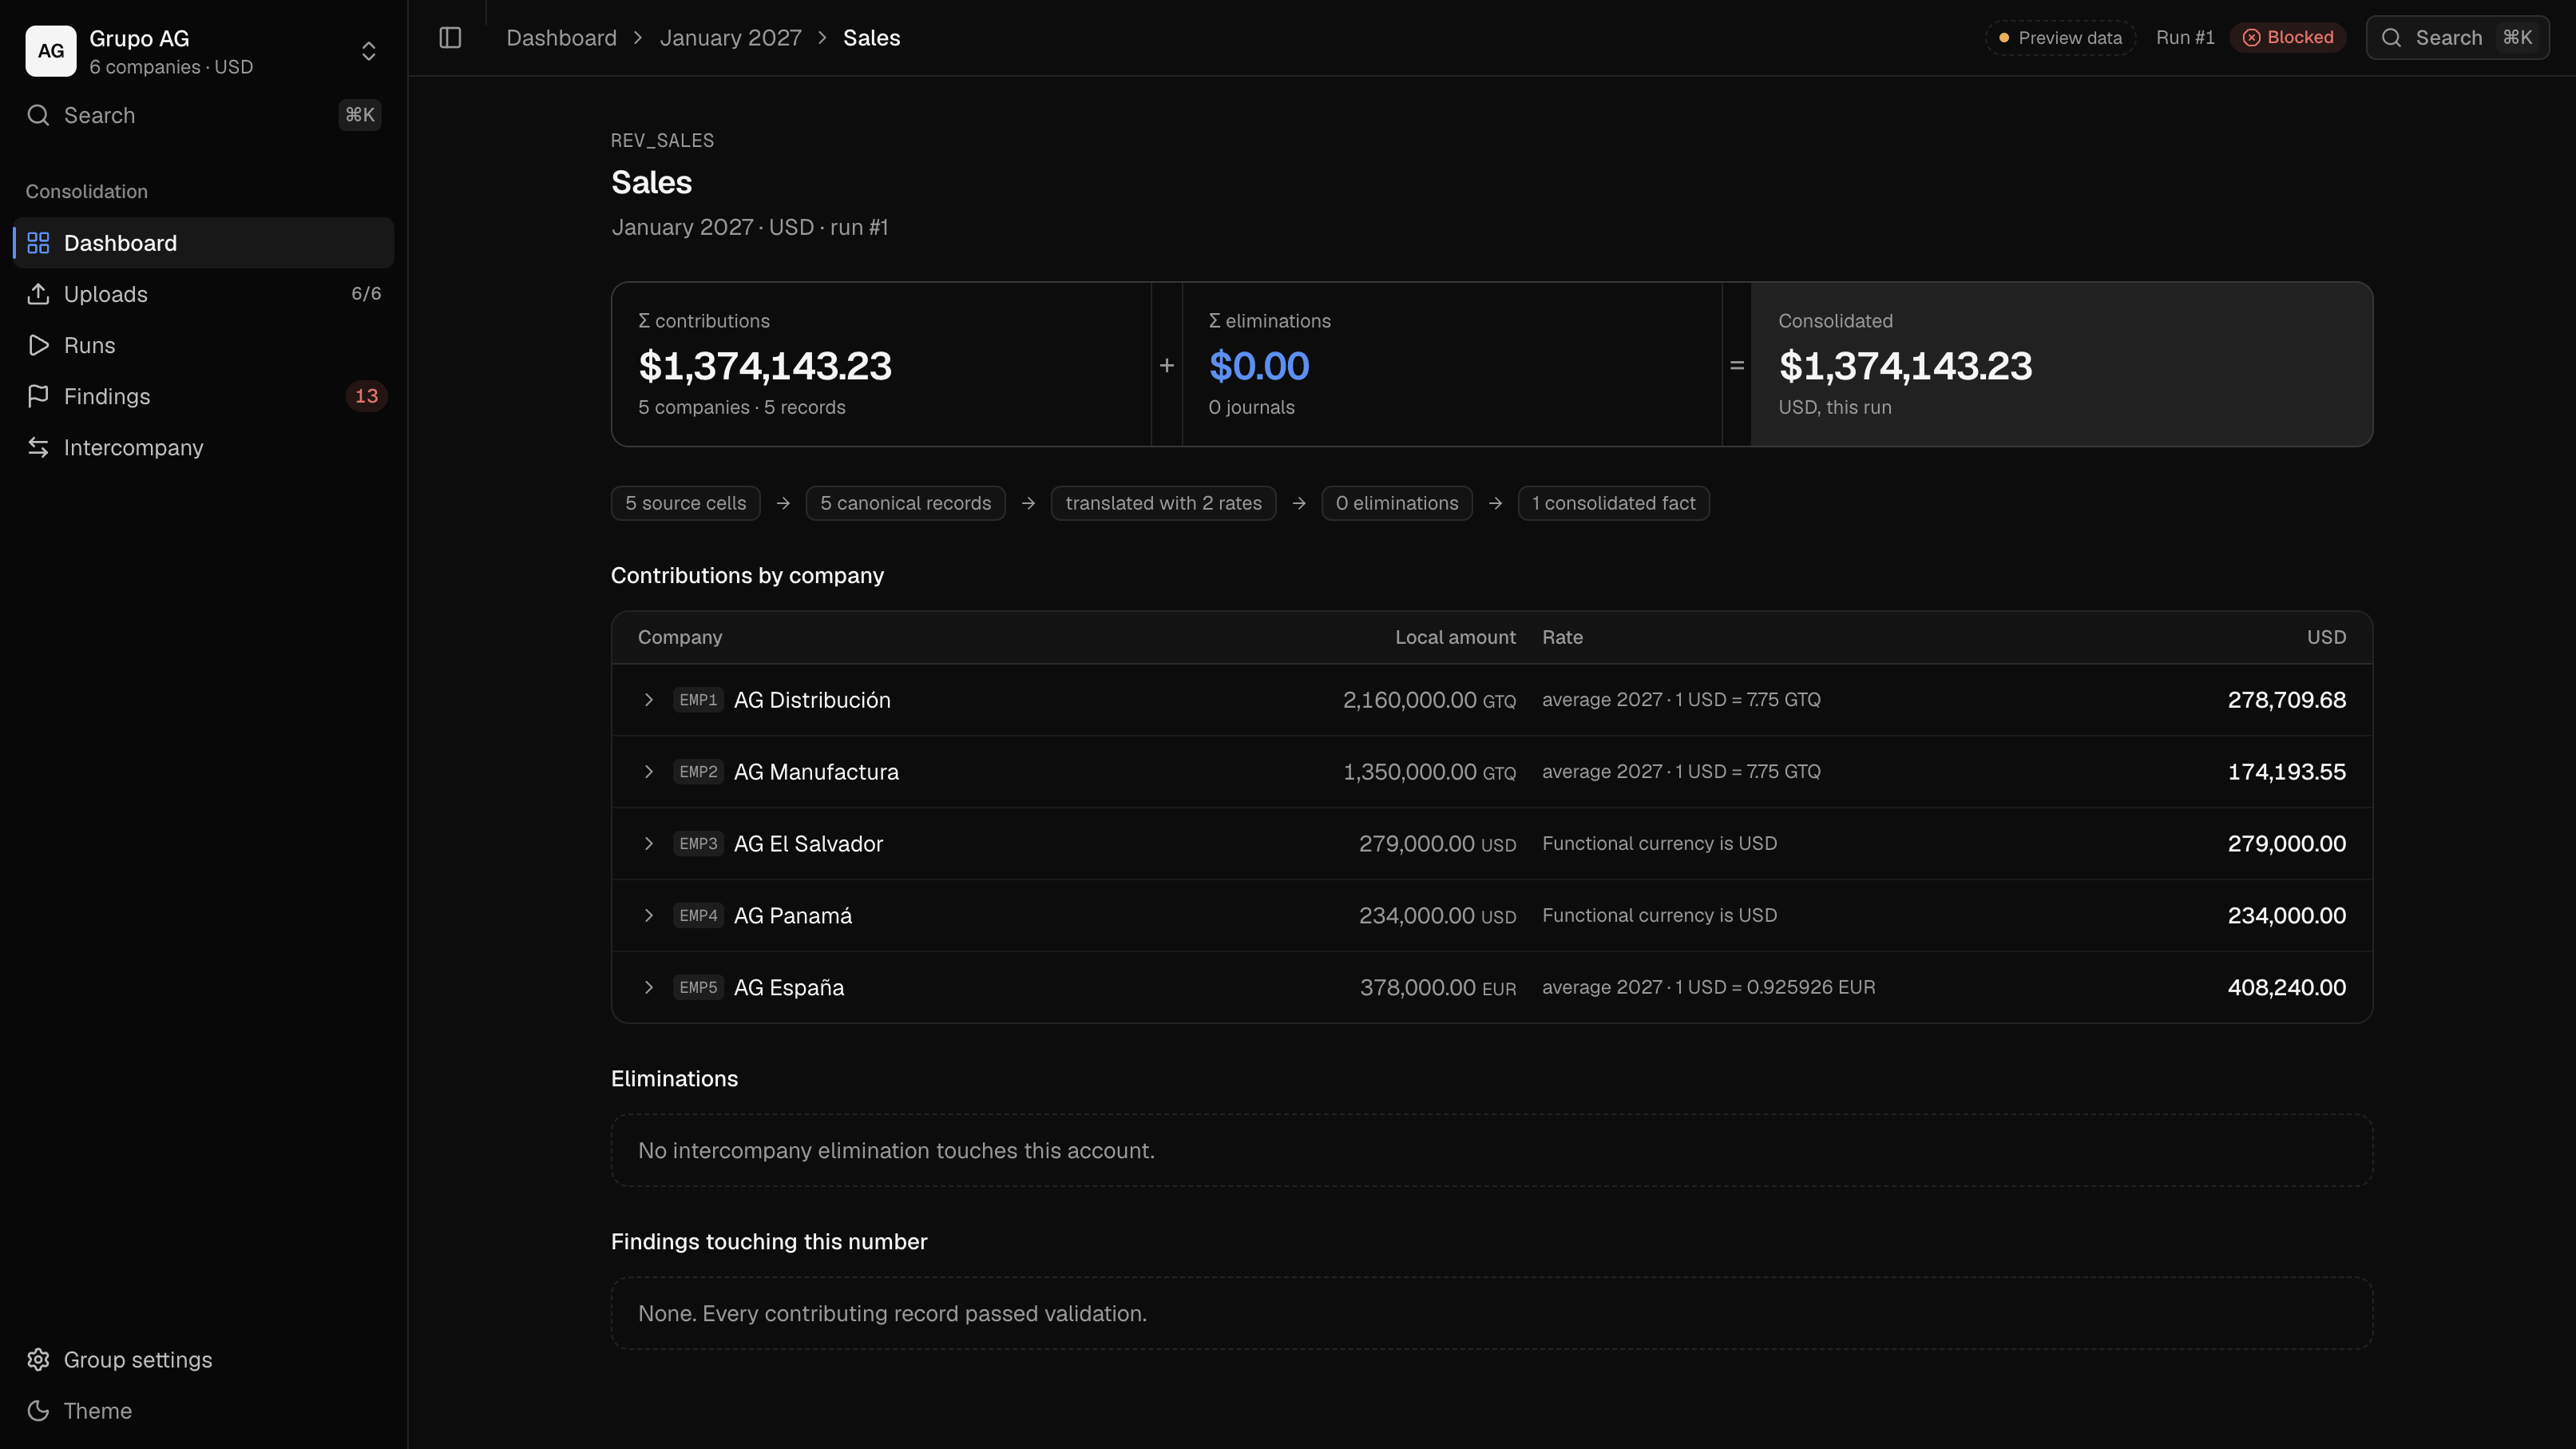 AG
Grupo AG
6 companies · USD
Search ⌘K
Consolidation
Dashboard
Uploads 6/6
Runs
Findings 13
Intercompany
Group settings
Theme
Dashboard > January 2027 > Sales
Preview data
Run #1
Blocked
Search ⌘K
REV_SALES
Sales
January 2027 · USD · run #1
Σ contributions
$1,374,143.23
5 companies · 5 records
+
Σ eliminations
$0.00
0 journals
=
Consolidated
$1,374,143.23
USD, this run
5 source cells → 5 canonical records → translated with 2 rates → 0 eliminations → 1 consolidated fact
Contributions by company
Company Local amount Rate USD
EMP1 AG Distribución 2,160,000.00 GTQ average 2027 · 1 USD = 7.75 GTQ 278,709.68
EMP2 AG Manufactura 1,350,000.00 GTQ average 2027 · 1 USD = 7.75 GTQ 174,193.55
EMP3 AG El Salvador 279,000.00 USD Functional currency is USD 279,000.00
EMP4 AG Panamá 234,000.00 USD Functional currency is USD 234,000.00
EMP5 AG España 378,000.00 EUR average 2027 · 1 USD = 0.925926 EUR 408,240.00
Eliminations
No intercompany elimination touches this account.
Findings touching this number
None. Every contributing record passed validation.